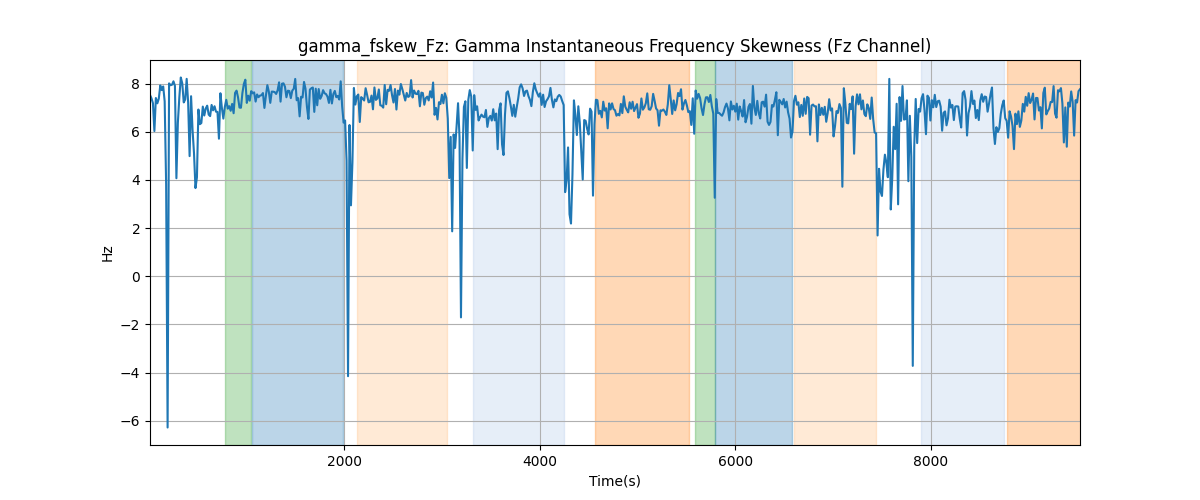 gamma_fskew_Fz: Gamma Instantaneous Frequency Skewness (Fz Channel)
8
6
4
2
0
−2
−4
−6
Hz
2000 4000 6000 8000
Time(s)